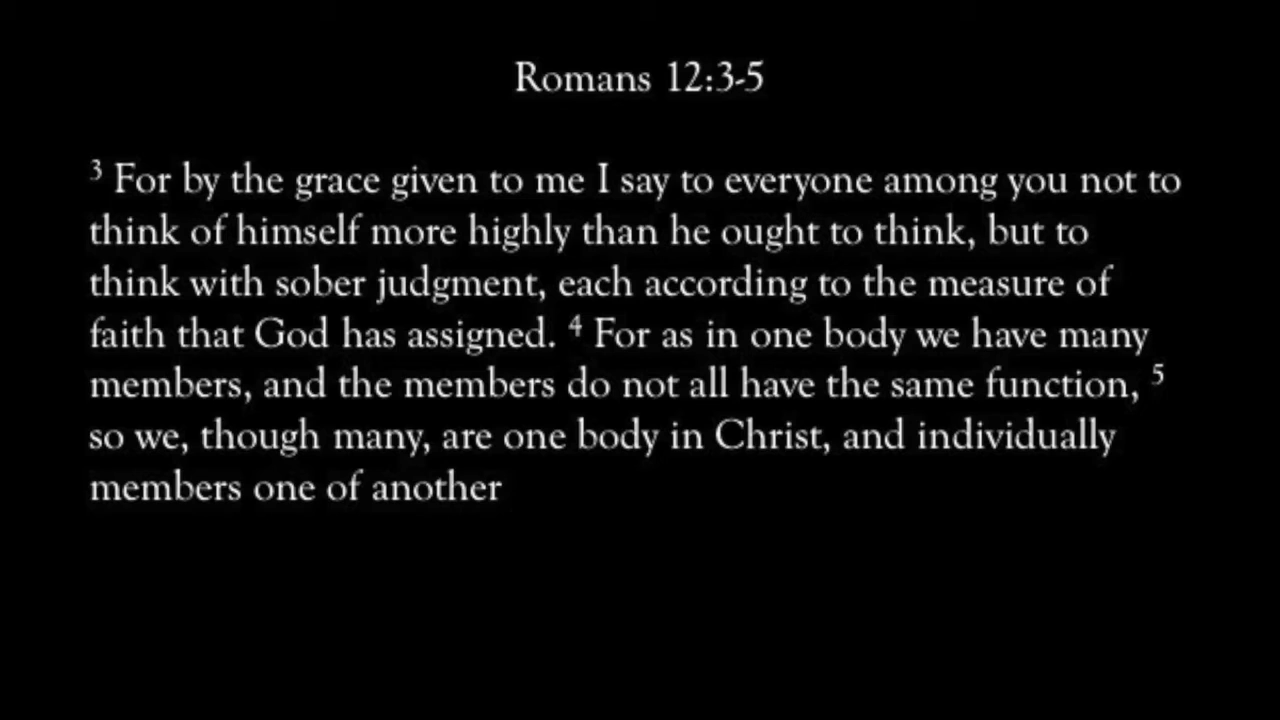 Romans 12:3-5
³ For by the grace given to me I say to everyone among you not to
think of himself more highly than he ought to think, but to
think with sober judgment, each according to the measure of
faith that God has assigned. ⁴ For as in one body we have many
members, and the members do not all have the same function, ⁵
so we, though many, are one body in Christ, and individually
members one of another